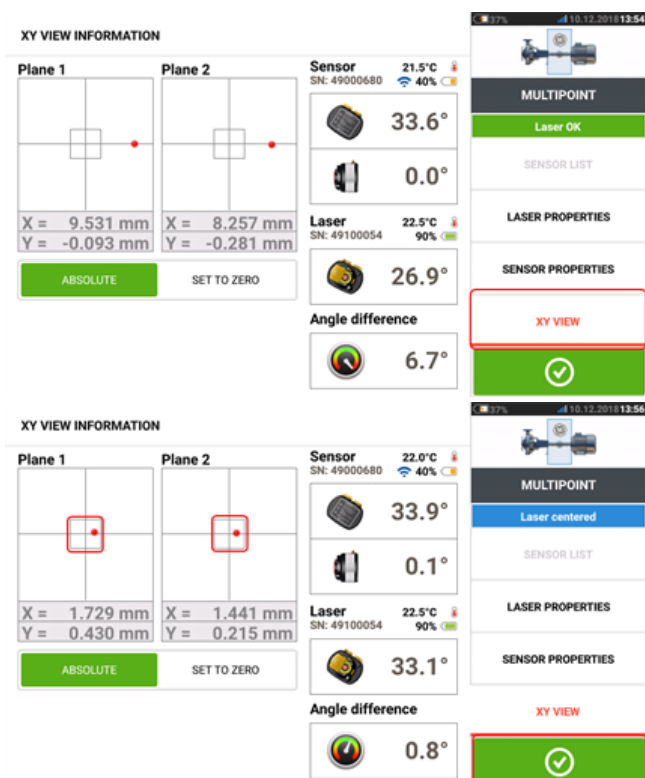 37% 10.12.2018 13:54
XY VIEW INFORMATION
Plane 1 Plane 2
X = 9.531 mm X = 8.257 mm
Y = -0.093 mm Y = -0.281 mm
ABSOLUTE SET TO ZERO
Sensor 21.5°C
SN: 49000680 40%
33.6°
0.0°
Laser 22.5°C
SN: 49100054 90%
26.9°
Angle difference
6.7°
MULTIPOINT
Laser OK
SENSOR LIST
LASER PROPERTIES
SENSOR PROPERTIES
XY VIEW
37% 10.12.2018 13:56
XY VIEW INFORMATION
Plane 1 Plane 2
X = 1.729 mm X = 1.441 mm
Y = 0.430 mm Y = 0.215 mm
ABSOLUTE SET TO ZERO
Sensor 22.0°C
SN: 49000680 40%
33.9°
0.1°
Laser 22.5°C
SN: 49100054 90%
33.1°
Angle difference
0.8°
MULTIPOINT
Laser centered
SENSOR LIST
LASER PROPERTIES
SENSOR PROPERTIES
XY VIEW